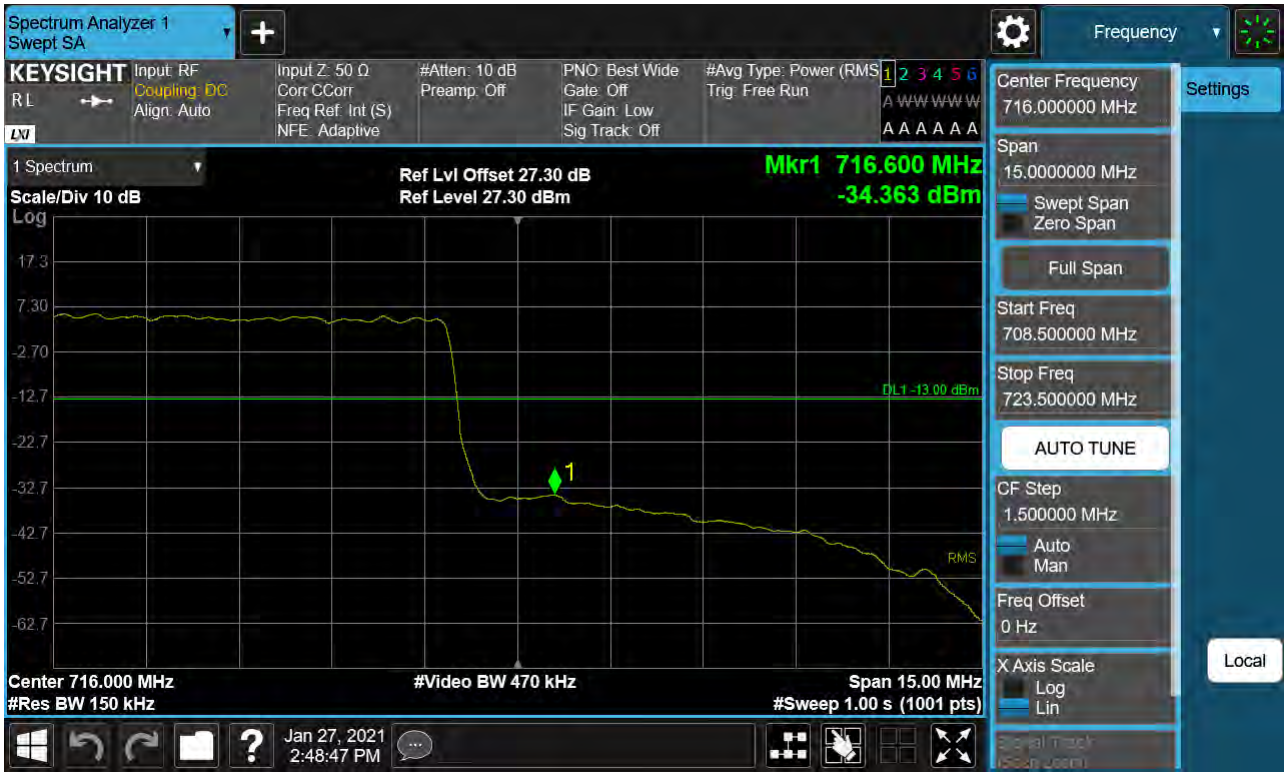 Spectrum Analyzer 1
Swept SA
Frequency
KEYSIGHT
RL
LXI
Input: RF
Coupling: DC
Align: Auto
Input Z: 50 Ω
Corr CCorr
Freq Ref: Int (S)
NFE: Adaptive
#Atten: 10 dB
Preamp: Off
PNO: Best Wide
Gate: Off
IF Gain: Low
Sig Track: Off
#Avg Type: Power (RMS
Trig: Free Run
1 2 3 4 5 6
A W W W W W
A A A A A A
1 Spectrum
Scale/Div 10 dB
Log
Ref Lvl Offset 27.30 dB
Ref Level 27.30 dBm
Mkr1 716.600 MHz
-34.363 dBm
17.3
7.30
-2.70
-12.7
-22.7
-32.7
-42.7
-52.7
-62.7
DL1 -13.00 dBm
1
RMS
Center 716.000 MHz
#Res BW 150 kHz
#Video BW 470 kHz
Span 15.00 MHz
#Sweep 1.00 s (1001 pts)
Center Frequency
716.000000 MHz
Span
15.0000000 MHz
Swept Span
Zero Span
Full Span
Start Freq
708.500000 MHz
Stop Freq
723.500000 MHz
AUTO TUNE
CF Step
1.500000 MHz
Auto
Man
Freq Offset
0 Hz
X Axis Scale
Log
Lin
Signal Track
(Span Zoom)
Settings
Local
?
Jan 27, 2021
2:48:47 PM